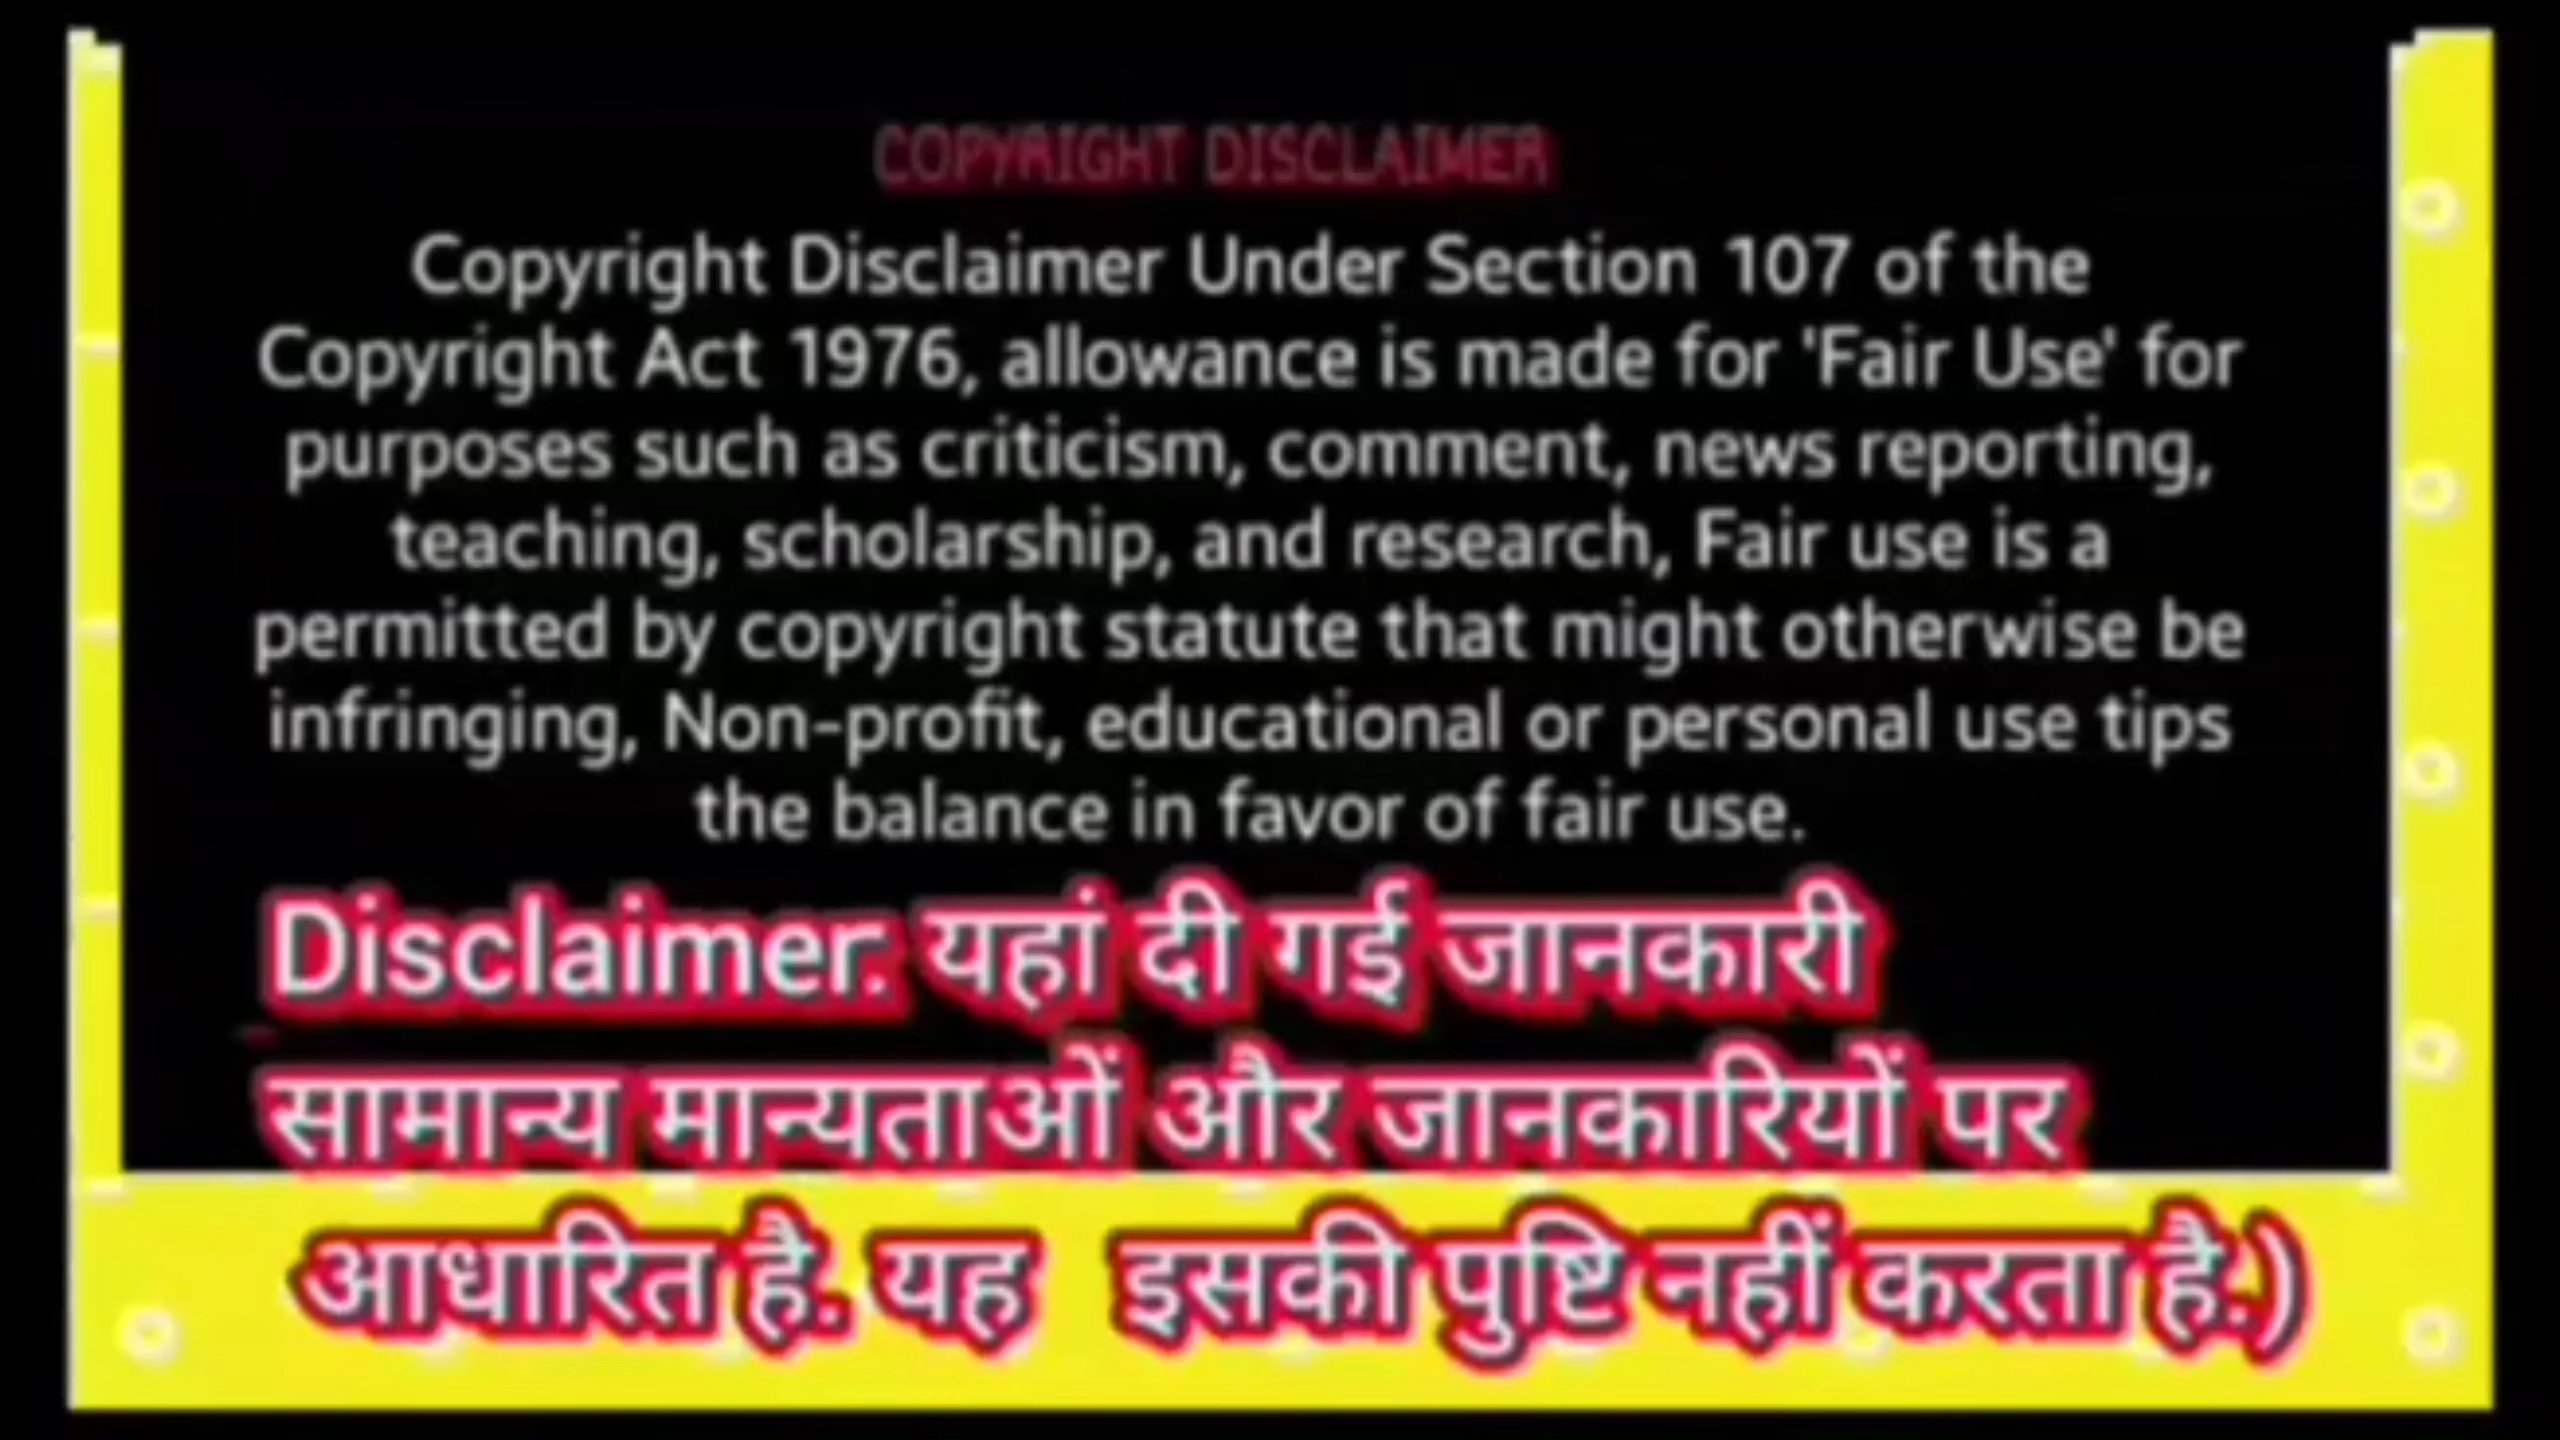 COPYRIGHT DISCLAIMER
Copyright Disclaimer Under Section 107 of the
Copyright Act 1976, allowance is made for 'Fair Use' for
purposes such as criticism, comment, news reporting,
teaching, scholarship, and research, Fair use is a
permitted by copyright statute that might otherwise be
infringing, Non-profit, educational or personal use tips
the balance in favor of fair use.
Disclaimer: यहां दी गई जानकारी
सामान्य मान्यताओं और जानकारियों पर
आधारित है. यह इसकी पुष्टि नहीं करता है.)